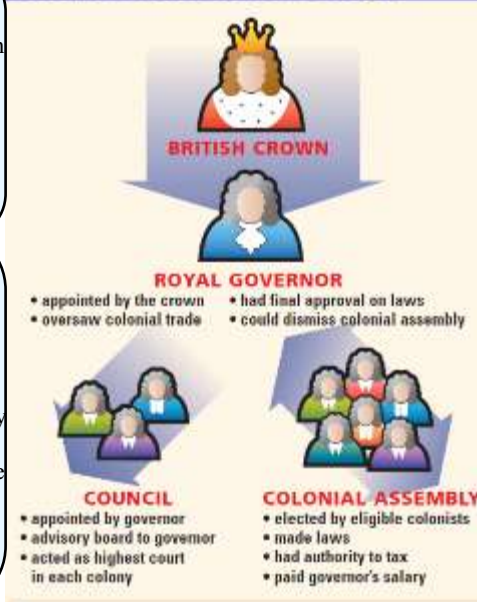 n
y
e
BRITISH CROWN
ROYAL GOVERNOR
• appointed by the crown
• oversaw colonial trade
• had final approval on laws
• could dismiss colonial assembly
COUNCIL
• appointed by governor
• advisory board to governor
• acted as highest court
in each colony
COLONIAL ASSEMBLY
• elected by eligible colonists
• made laws
• had authority to tax
• paid governor's salary